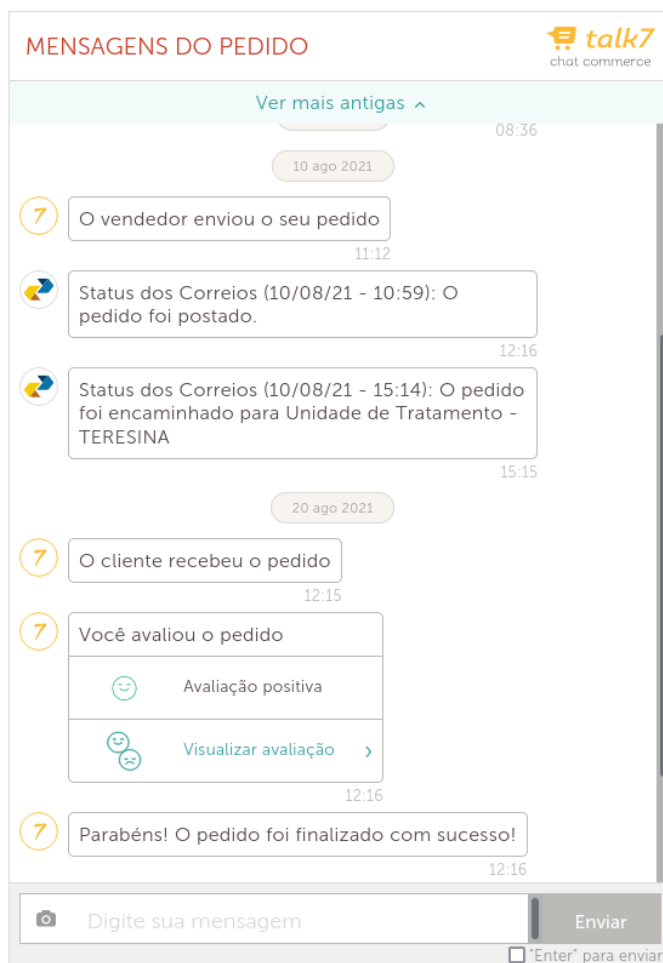 MENSAGENS DO PEDIDO
talk7
chat commerce
Ver mais antigas
08:36
10 ago 2021
7
O vendedor enviou o seu pedido
11:12
Status dos Correios (10/08/21 - 10:59): O
pedido foi postado.
12:16
Status dos Correios (10/08/21 - 15:14): O pedido
foi encaminhado para Unidade de Tratamento -
TERESINA
15:15
20 ago 2021
7
O cliente recebeu o pedido
12:15
7
Você avaliou o pedido
Avaliação positiva
Visualizar avaliação
12:16
7
Parabéns! O pedido foi finalizado com sucesso!
12:16
Digite sua mensagem
Enviar
"Enter" para enviar